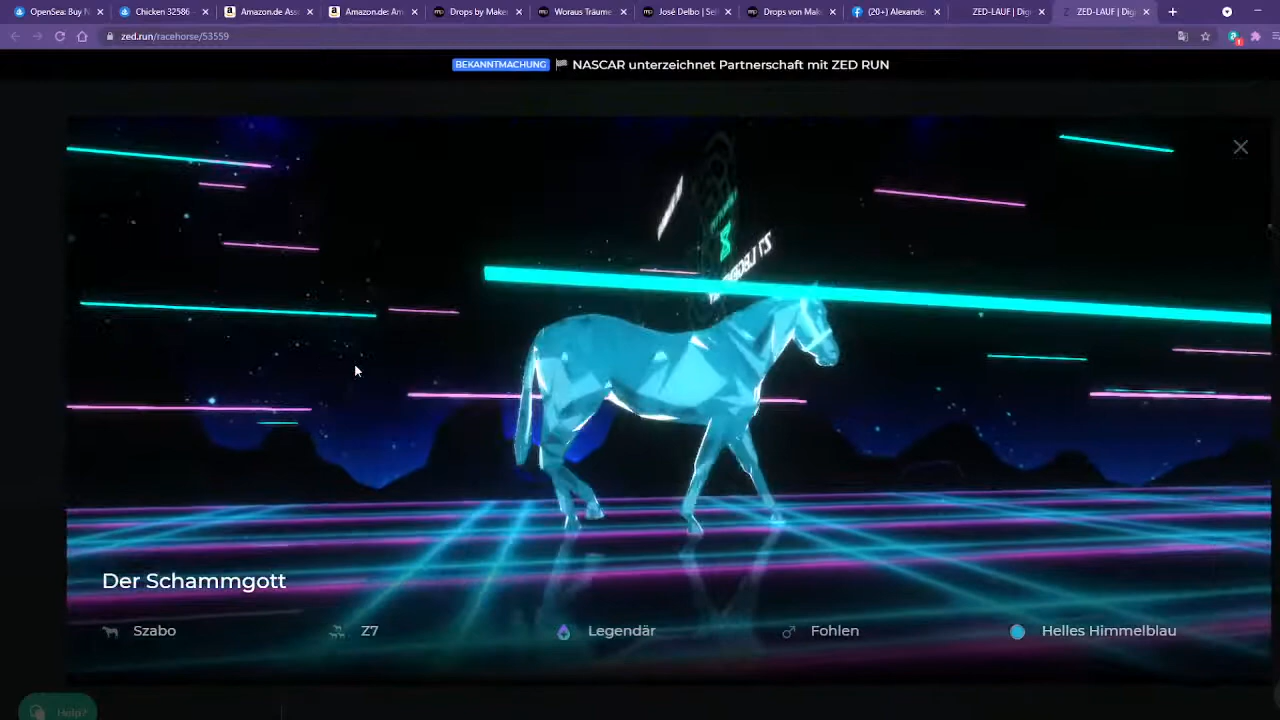 OpenSea: Buy N
Chicken 32586
Amazon.de Ass
Amazon.de: Am
Drops by Make
Woraus Träume
José Delbo | Sel
Drops von Mak
(20+) Alexande
ZED-LAUF | Dig
ZED-LAUF | Dig
zed.run/racehorse/53559
BEKANNTMACHUNG NASCAR unterzeichnet Partnerschaft mit ZED RUN
Der Schammgott
Szabo Z7 Legendär Fohlen Helles Himmelblau
Help?